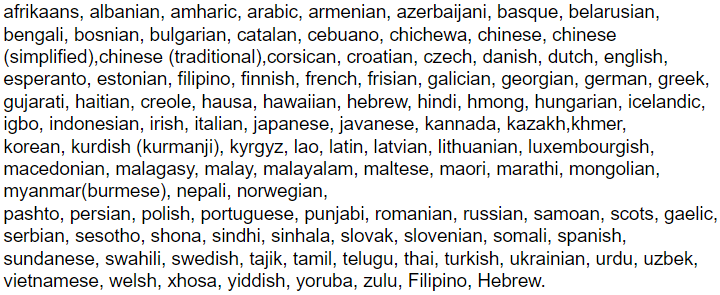 afrikaans, albanian, amharic, arabic, armenian, azerbaijani, basque, belarusian,
bengali, bosnian, bulgarian, catalan, cebuano, chichewa, chinese, chinese
(simplified),chinese (traditional),corsican, croatian, czech, danish, dutch, english,
esperanto, estonian, filipino, finnish, french, frisian, galician, georgian, german, greek,
gujarati, haitian, creole, hausa, hawaiian, hebrew, hindi, hmong, hungarian, icelandic,
igbo, indonesian, irish, italian, japanese, javanese, kannada, kazakh,khmer,
korean, kurdish (kurmanji), kyrgyz, lao, latin, latvian, lithuanian, luxembourgish,
macedonian, malagasy, malay, malayalam, maltese, maori, marathi, mongolian,
myanmar(burmese), nepali, norwegian,
pashto, persian, polish, portuguese, punjabi, romanian, russian, samoan, scots, gaelic,
serbian, sesotho, shona, sindhi, sinhala, slovak, slovenian, somali, spanish,
sundanese, swahili, swedish, tajik, tamil, telugu, thai, turkish, ukrainian, urdu, uzbek,
vietnamese, welsh, xhosa, yiddish, yoruba, zulu, Filipino, Hebrew.